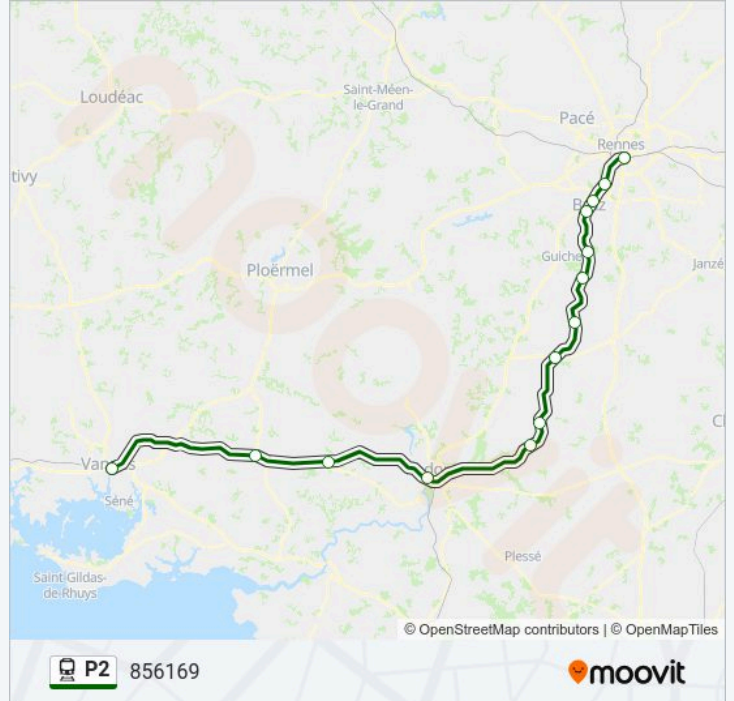 Loudéac
Saint-Méen-
le-Grand
Pacé
Rennes
tivy
Guiche
Janzé
Ploërmel
Séné
Plessé
Saint-Gildas-
de-Rhuys
© OpenStreetMap contributors | © OpenMapTiles
P2 856169
moovit